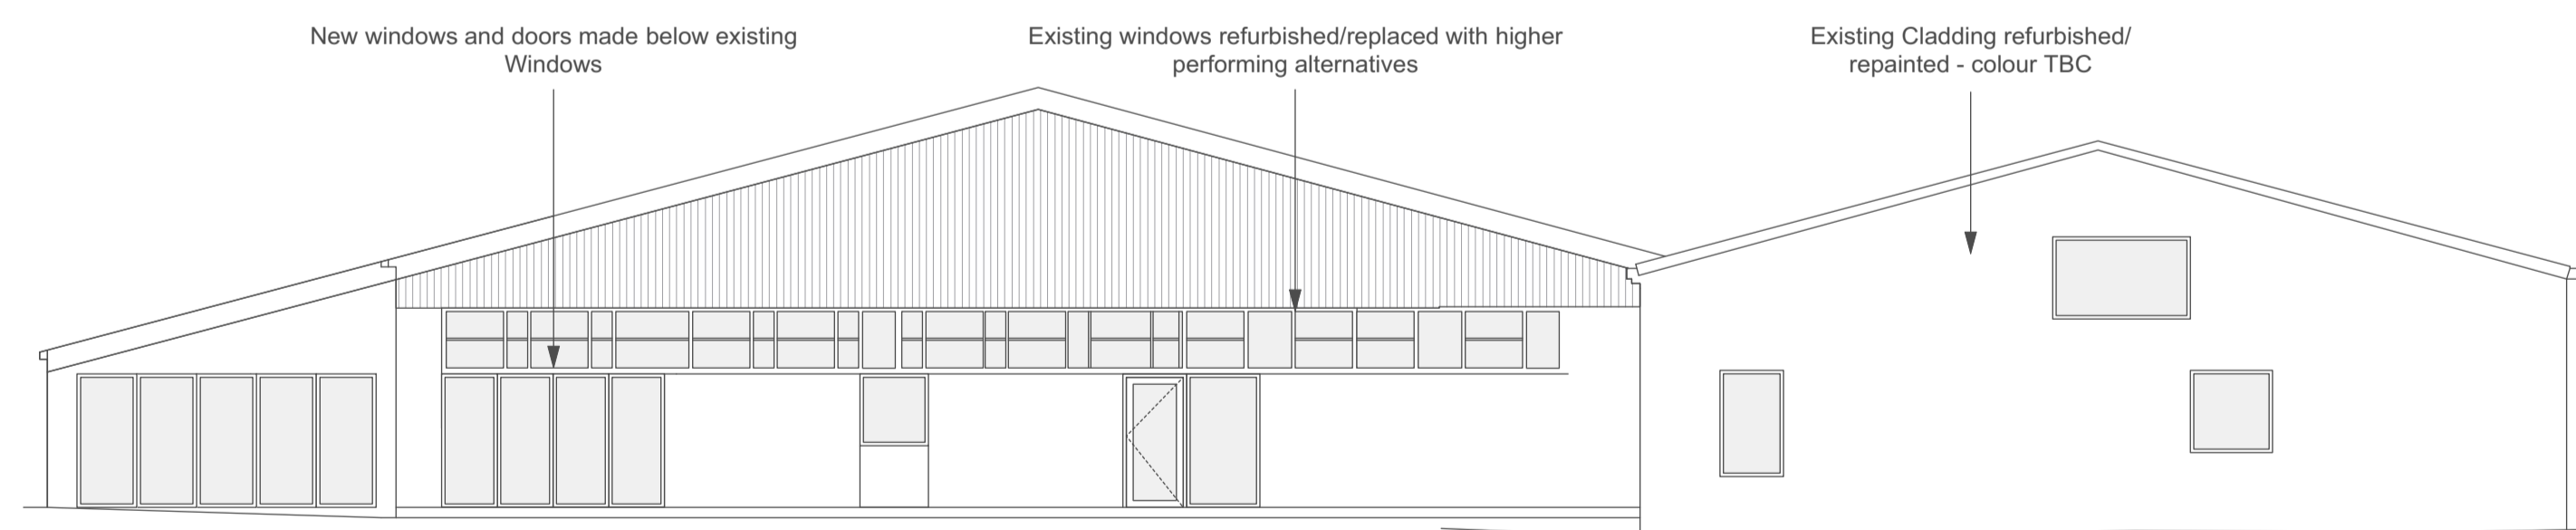 New windows and doors made below existing
Windows
Existing windows refurbished/replaced with higher
performing alternatives
Existing Cladding refurbished/
repainted - colour TBC